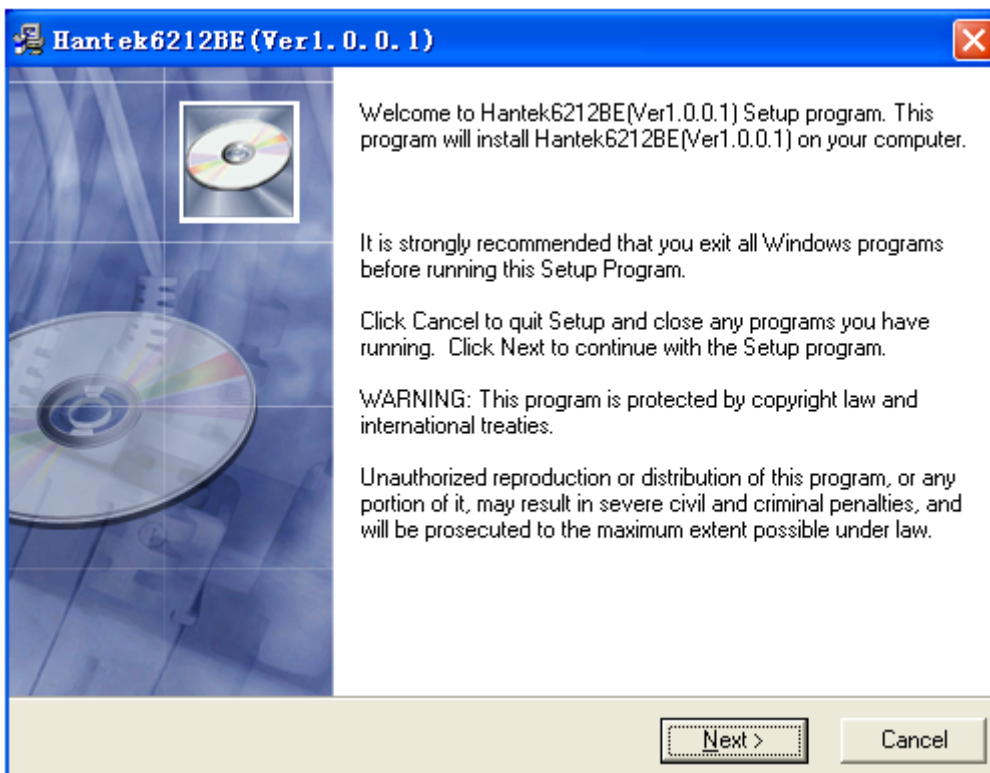 Hantek6212BE(Ver1.0.0.1)
Welcome to Hantek6212BE(Ver1.0.0.1) Setup program. This
program will install Hantek6212BE(Ver1.0.0.1) on your computer.
It is strongly recommended that you exit all Windows programs
before running this Setup Program.
Click Cancel to quit Setup and close any programs you have
running.  Click Next to continue with the Setup program.
WARNING: This program is protected by copyright law and
international treaties.
Unauthorized reproduction or distribution of this program, or any
portion of it, may result in severe civil and criminal penalties, and
will be prosecuted to the maximum extent possible under law.
Next >
Cancel